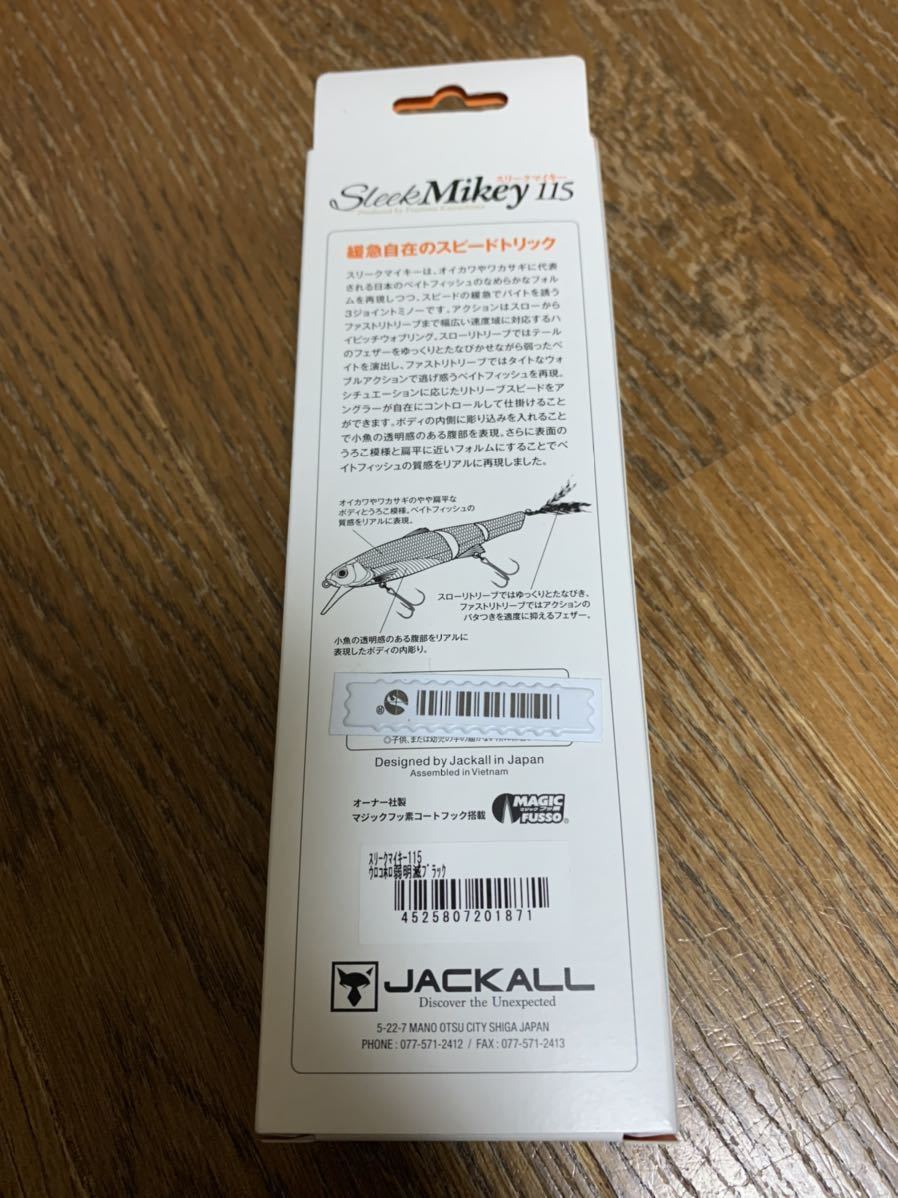 スリークマイキー
SleekMikey 115
緩急自在のスピードトリック
スリークマイキーは、オイカワやワカサギに代表
される日本のベイトフィッシュのなめらかなフォル
ムを再現しつつ、スピードの緩急でバイトを誘う
3ジョイントミノーです。アクションはスローから
ファストリトリーブまで幅広い速度域に対応するハ
イピッチウォブリング。スローリトリーブではテール
のフェザーをゆっくりとたなびかせながら弱ったベ
イトを演出し、ファストリトリーブではタイトなウォ
ブルアクションで逃げ惑うベイトフィッシュを再現。
シチュエーションに応じたリトリーブスピードをア
ングラーが自在にコントロールして仕掛けること
ができます。ボディの内側に彫り込みを入れること
で小魚の透明感のある腹部を表現。さらに表面の
うろこ模様と扁平に近いフォルムにすることでベ
イトフィッシュの質感をリアルに再現しました。
オイカワやワカサギのやや扁平な
ボディとうろこ模様。ベイトフィッシュの
質感をリアルに表現。
スローリトリーブではゆっくりとたなびき、
ファストリトリーブではアクションの
バタつきを適度に抑えるフェザー。
小魚の透明感のある腹部をリアルに
表現したボディの内彫り。
®
Designed by Jackall in Japan
Assembled in Vietnam
オーナー社製
マジックフッ素コートフック搭載
MAGIC
マジックフッ素
FUSSO®
スリークマイキー115
ウロコホロ弱明滅ブラック
4525807201871
JACKALL
Discover the Unexpected
5-22-7 MANO OTSU CITY SHIGA JAPAN
PHONE : 077-571-2412 / FAX : 077-571-2413